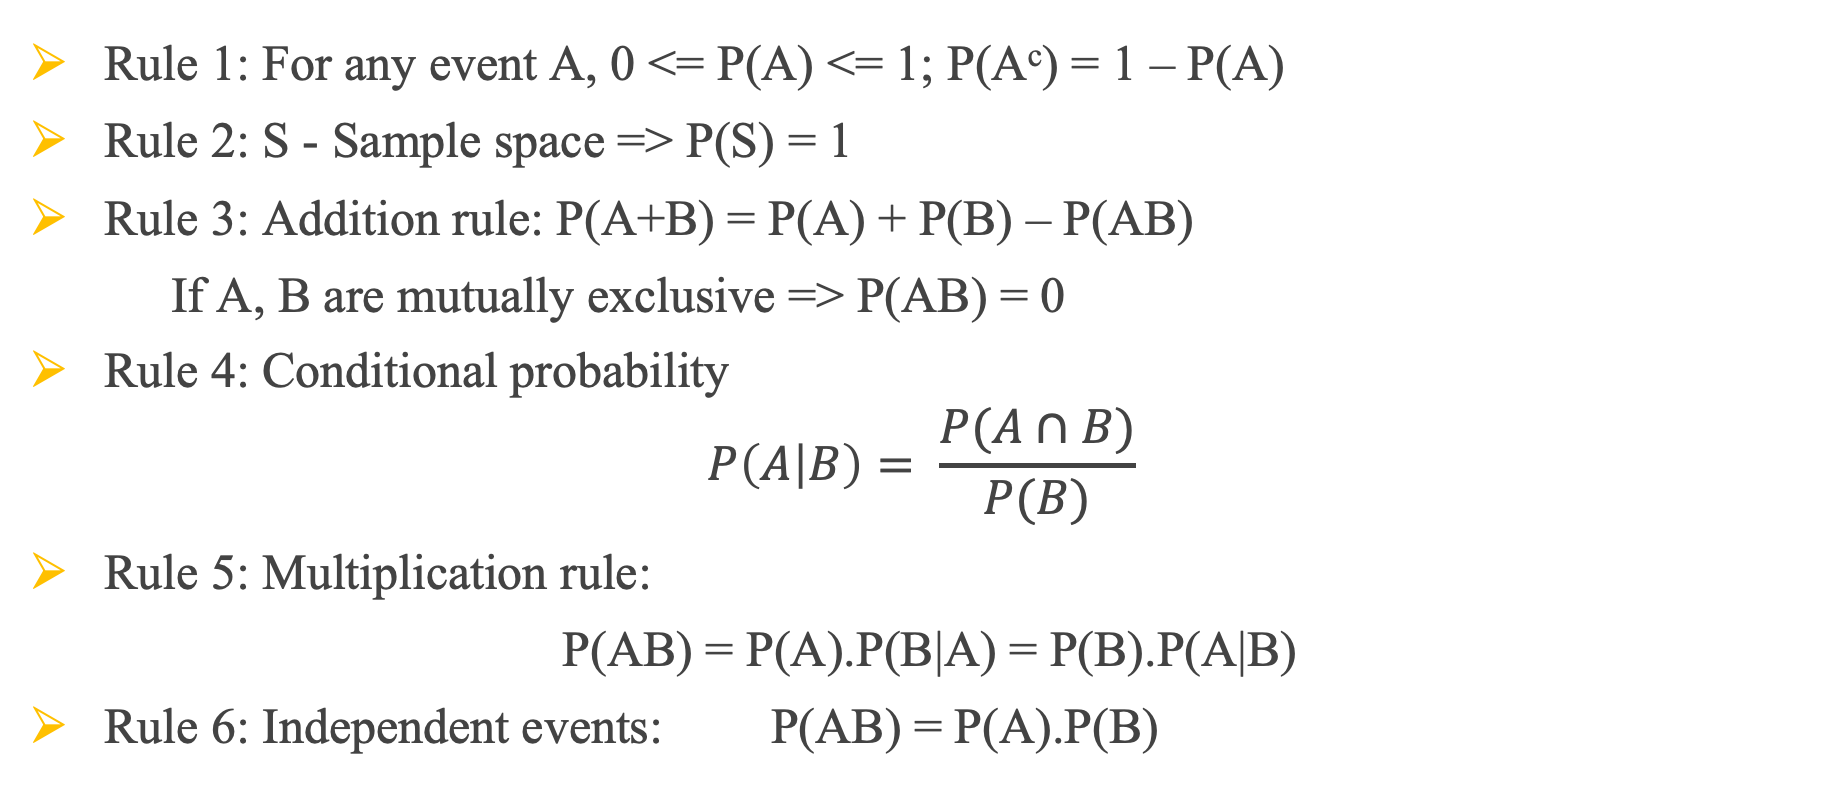 ➢ Rule 1: For any event A, 0 <= P(A) <= 1; P(Aᶜ) = 1 – P(A)
➢ Rule 2: S - Sample space => P(S) = 1
➢ Rule 3: Addition rule: P(A+B) = P(A) + P(B) – P(AB)
If A, B are mutually exclusive => P(AB) = 0
➢ Rule 4: Conditional probability
P(A|B) = P(A ∩ B) / P(B)
➢ Rule 5: Multiplication rule:
P(AB) = P(A).P(B|A) = P(B).P(A|B)
➢ Rule 6: Independent events: P(AB) = P(A).P(B)